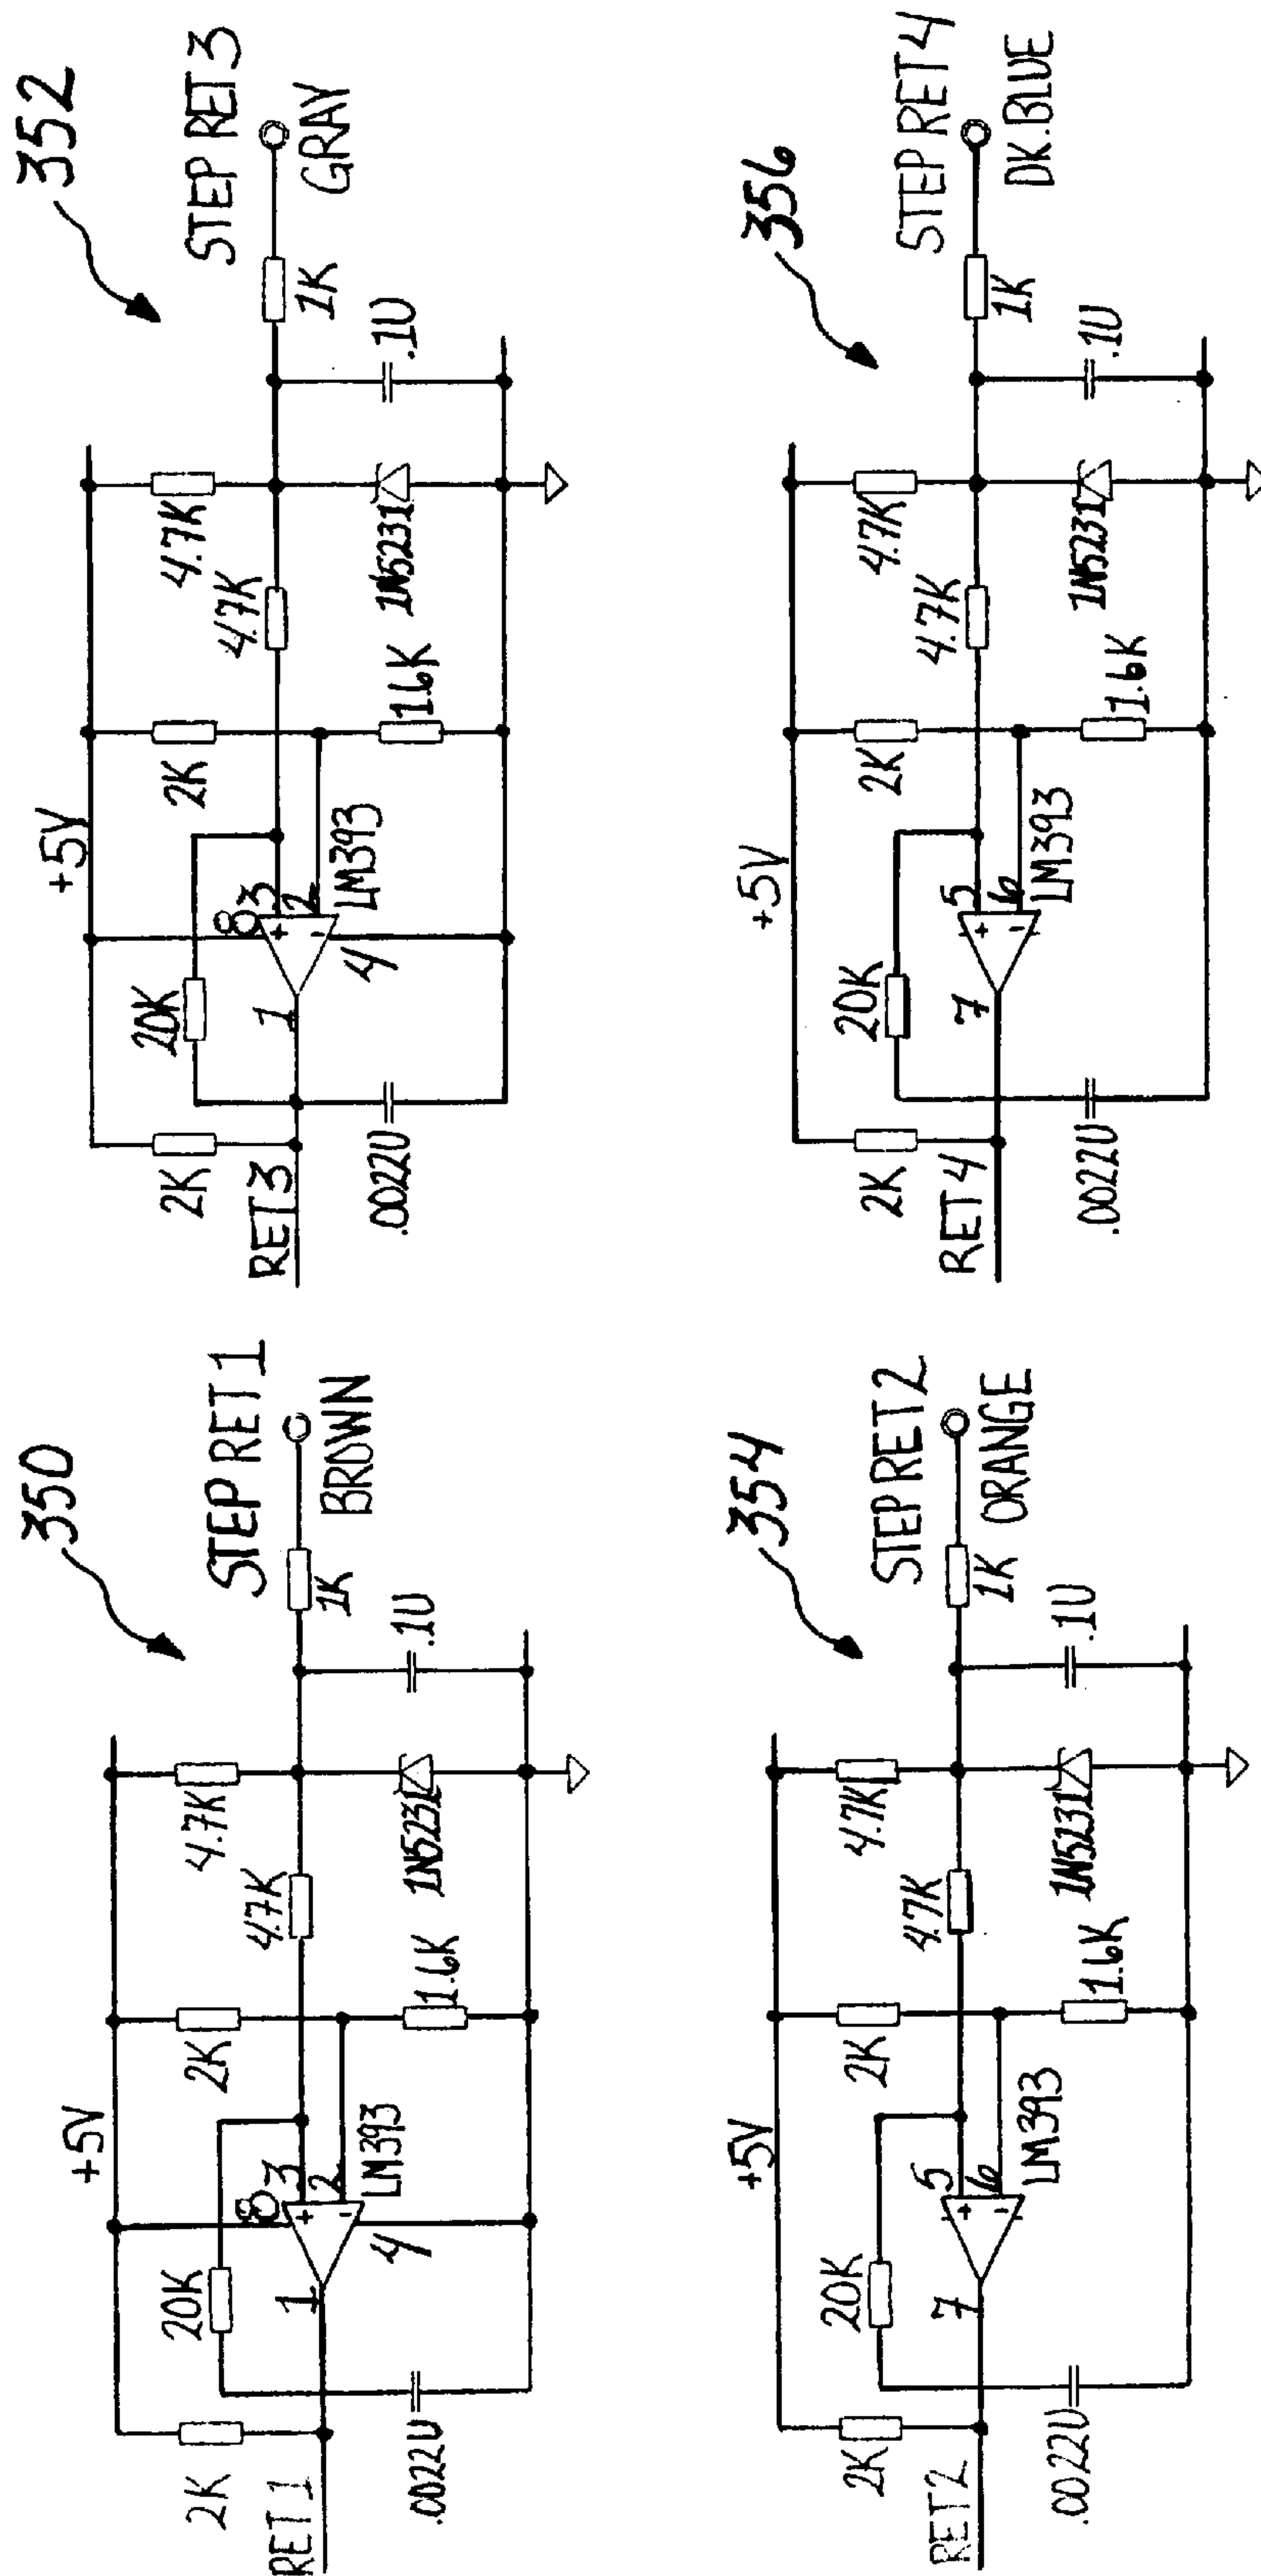 350
STEP RET 1
BROWN
+5V
2K
RET 1
20K
1
8
3
2
4
LM393
.0022U
2K
1.6K
4.7K
4.7K
1N5231
1K
.1U
352
STEP RET 3
GRAY
+5V
2K
RET 3
20K
1
8
3
2
4
LM393
.0022U
2K
1.6K
4.7K
4.7K
1N5231
1K
.1U
354
STEP RET 2
ORANGE
+5V
2K
RET 2
20K
7
5
6
LM393
.0022U
2K
1.6K
4.7K
4.7K
1N5231
1K
.1U
356
STEP RET 4
DK.BLUE
+5V
2K
RET 4
20K
7
5
6
LM393
.0022U
2K
1.6K
4.7K
4.7K
1N5231
1K
.1U